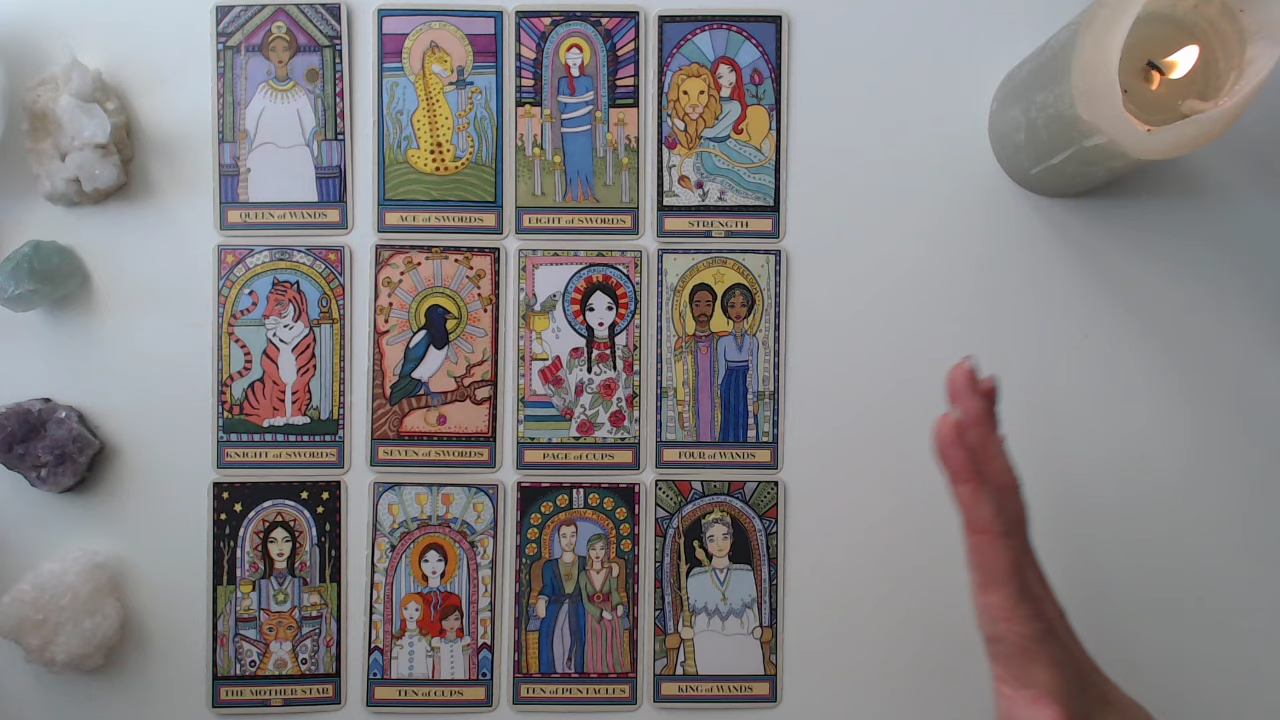 QUEEN of WANDS
ACE of SWORDS
EIGHT of SWORDS
STRENGTH
KNIGHT of SWORDS
SEVEN of SWORDS
PAGE of CUPS
FOUR of WANDS
THE MOTHER STAR
TEN of CUPS
TEN of PENTACLES
KING of WANDS